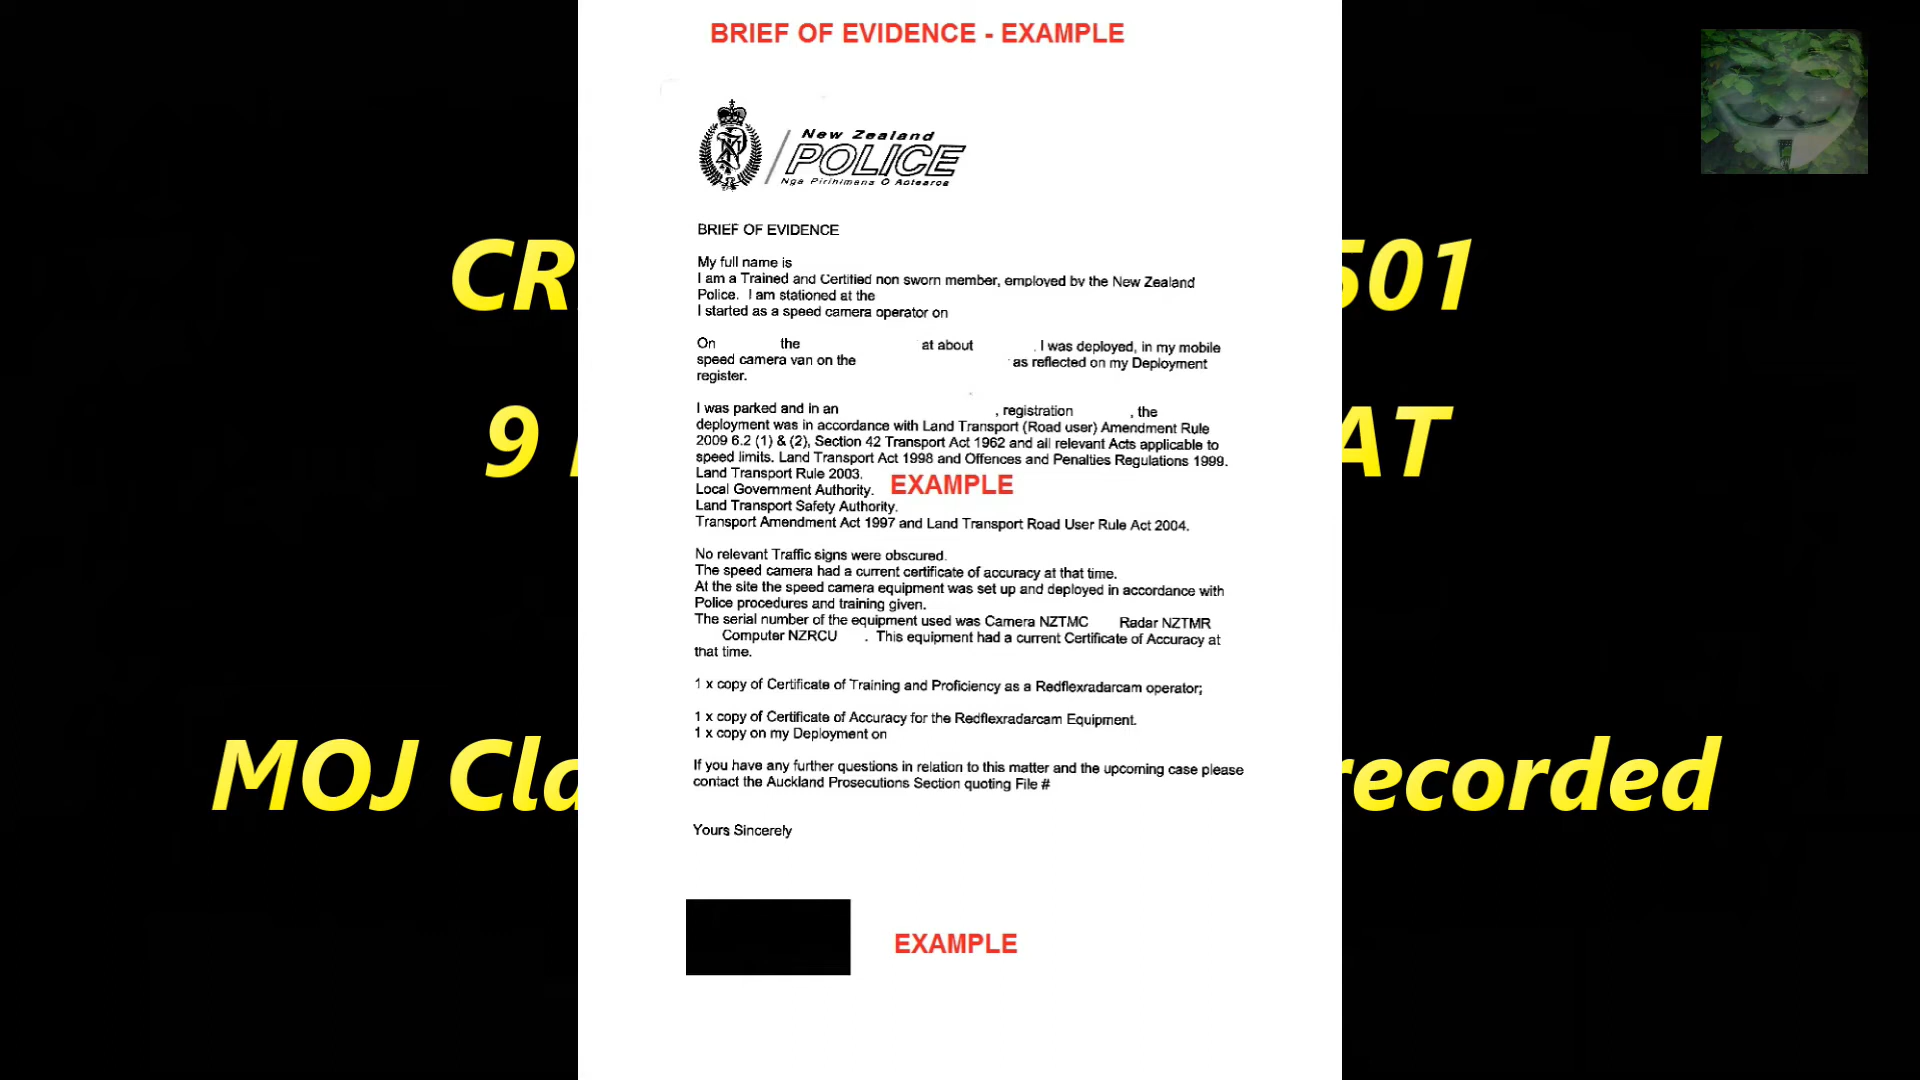 BRIEF OF EVIDENCE - EXAMPLE
New Zealand
POLICE
Nga Pirihimana O Aotearoa
BRIEF OF EVIDENCE
My full name is
I am a Trained and Certified non sworn member, employed by the New Zealand
Police. I am stationed at the
I started as a speed camera operator on
On the at about . I was deployed, in my mobile
speed camera van on the as reflected on my Deployment
register.
I was parked and in an , registration , the
deployment was in accordance with Land Transport (Road user) Amendment Rule
2009 6.2 (1) & (2), Section 42 Transport Act 1962 and all relevant Acts applicable to
speed limits. Land Transport Act 1998 and Offences and Penalties Regulations 1999.
Land Transport Rule 2003.
Local Government Authority. EXAMPLE
Land Transport Safety Authority.
Transport Amendment Act 1997 and Land Transport Road User Rule Act 2004.
No relevant Traffic signs were obscured.
The speed camera had a current certificate of accuracy at that time.
At the site the speed camera equipment was set up and deployed in accordance with
Police procedures and training given.
The serial number of the equipment used was Camera NZTMC Radar NZTMR
Computer NZRCU . This equipment had a current Certificate of Accuracy at
that time.
1 x copy of Certificate of Training and Proficiency as a Redflexradarcam operator;
1 x copy of Certificate of Accuracy for the Redflexradarcam Equipment.
1 x copy on my Deployment on
If you have any further questions in relation to this matter and the upcoming case please
contact the Auckland Prosecutions Section quoting File #
Yours Sincerely
EXAMPLE
CR 501
9 AT
MOJ Cla recorded